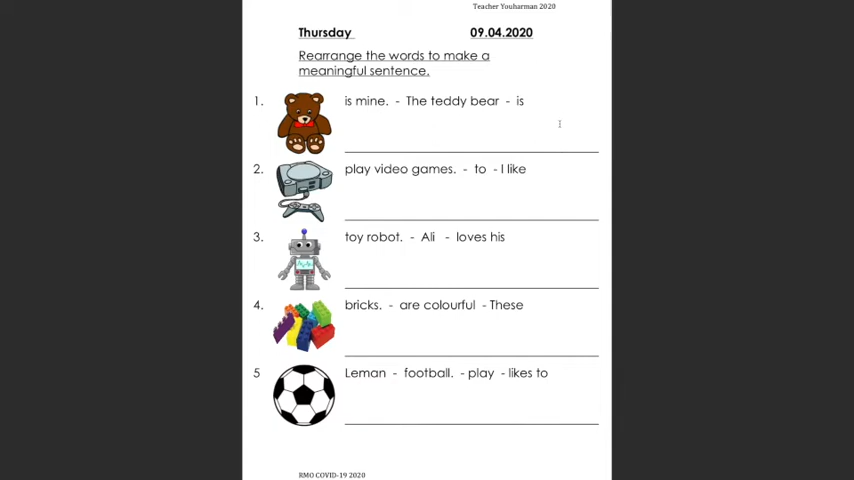 Teacher Youharman 2020
Thursday 09.04.2020
Rearrange the words to make a
meaningful sentence.
1. is mine. - The teddy bear - is
2. play video games. - to - I like
3. toy robot. - Ali - loves his
4. bricks. - are colourful - These
5 Leman - football. - play - likes to
RMO COVID-19 2020